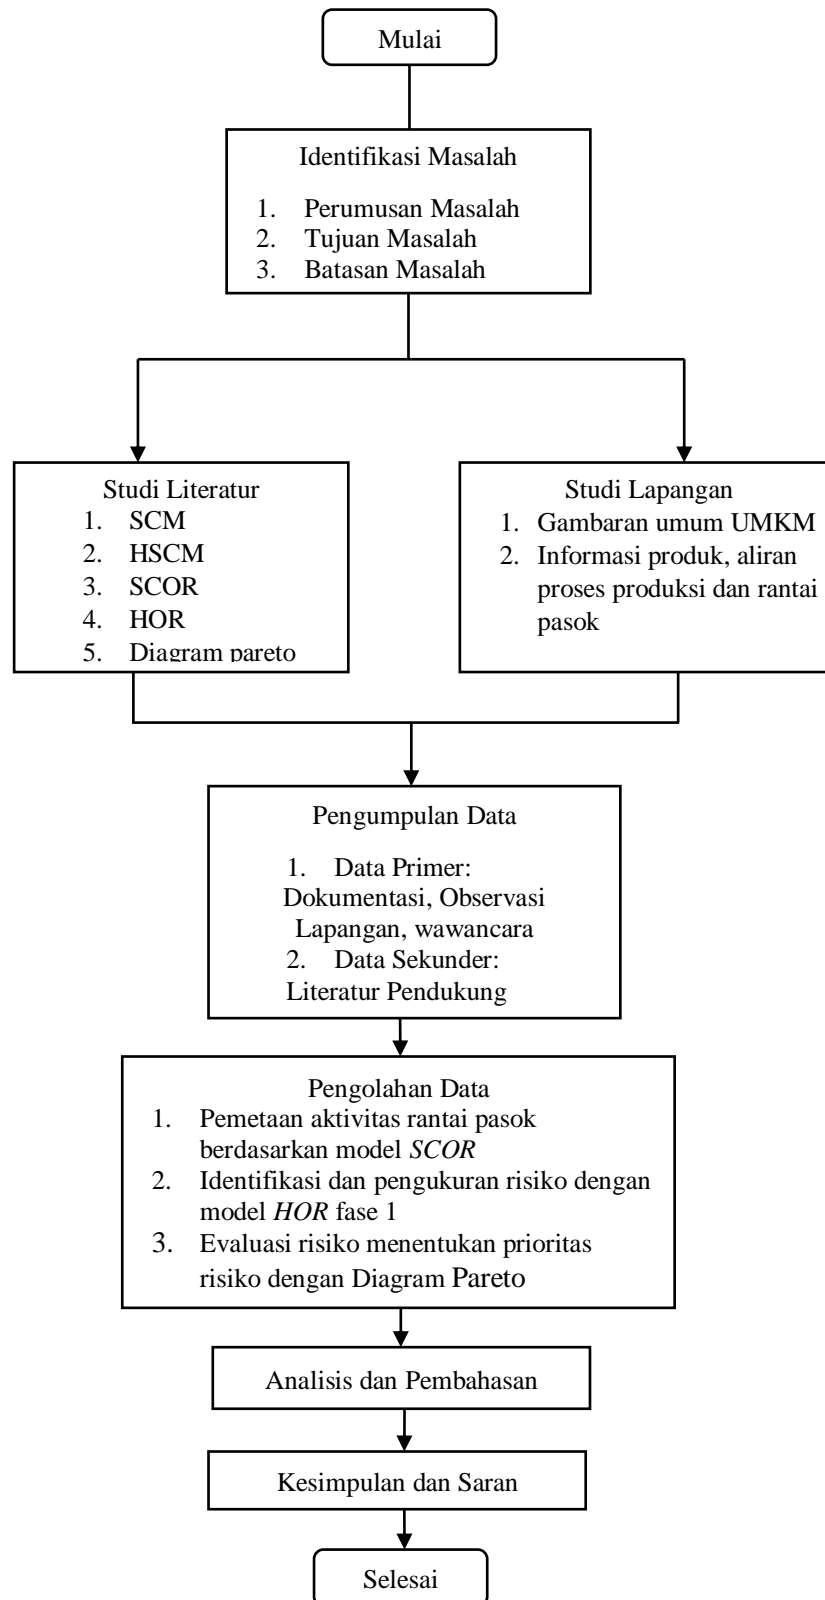 Mulai
Identifikasi Masalah
1. Perumusan Masalah
2. Tujuan Masalah
3. Batasan Masalah
Studi Literatur
1. SCM
2. HSCM
3. SCOR
4. HOR
5. Diagram pareto
Studi Lapangan
1. Gambaran umum UMKM
2. Informasi produk, aliran
proses produksi dan rantai
pasok
Pengumpulan Data
1. Data Primer:
Dokumentasi, Observasi
Lapangan, wawancara
2. Data Sekunder:
Literatur Pendukung
Pengolahan Data
1. Pemetaan aktivitas rantai pasok
berdasarkan model SCOR
2. Identifikasi dan pengukuran risiko dengan
model HOR fase 1
3. Evaluasi risiko menentukan prioritas
risiko dengan Diagram Pareto
Analisis dan Pembahasan
Kesimpulan dan Saran
Selesai